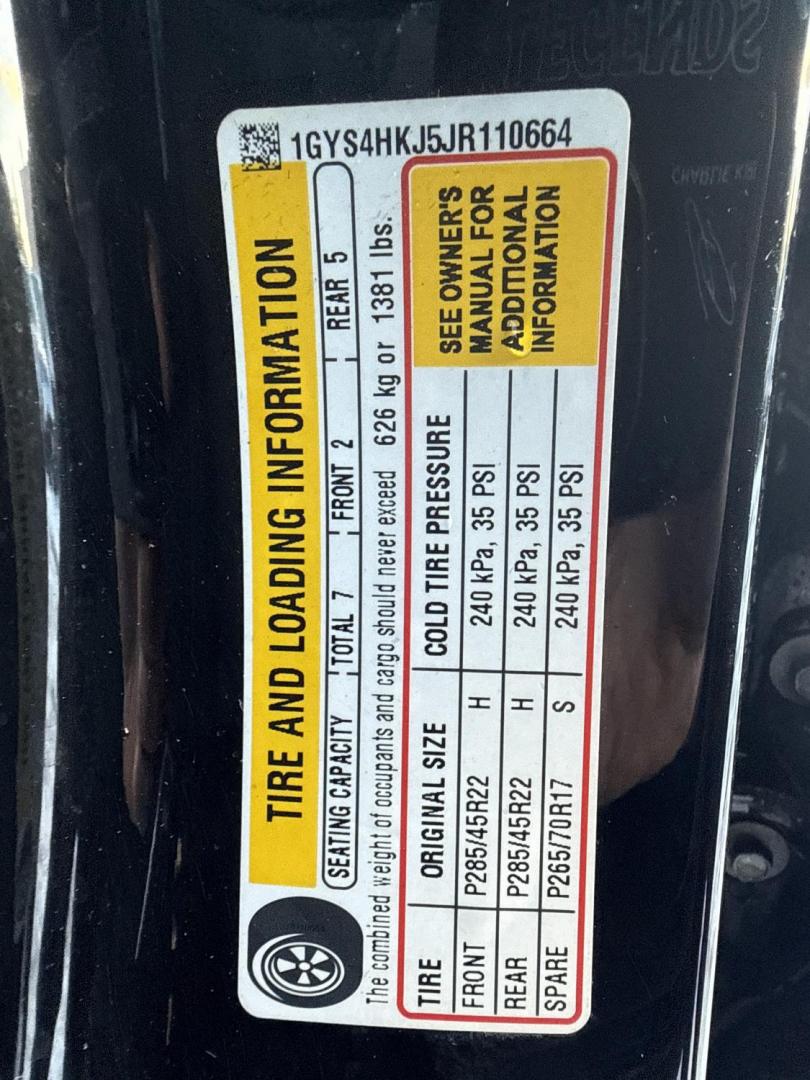 1GYS4HKJ5JR110664
TIRE AND LOADING INFORMATION
SEATING CAPACITY TOTAL 7 FRONT 2 REAR 5
The combined weight of occupants and cargo should never exceed 626 kg or 1381 lbs.
TIRE ORIGINAL SIZE COLD TIRE PRESSURE
FRONT P285/45R22 H 240 kPa, 35 PSI
REAR P285/45R22 H 240 kPa, 35 PSI
SPARE P265/70R17 S 240 kPa, 35 PSI
SEE OWNER'S
MANUAL FOR
ADDITIONAL
INFORMATION